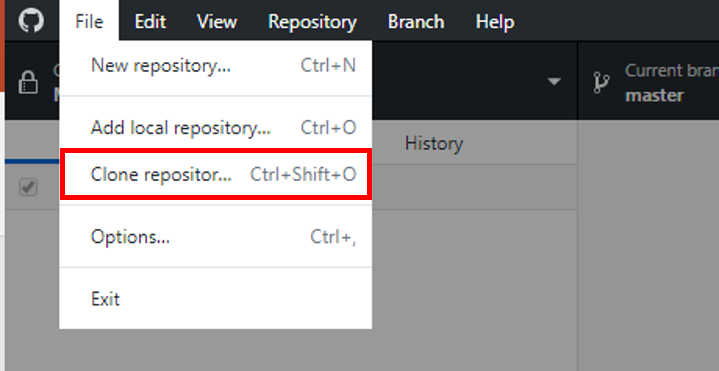 File Edit View Repository Branch Help
New repository... Ctrl+N
Current bran
master
Add local repository... Ctrl+O
History
Clone repositor... Ctrl+Shift+O
Options... Ctrl+,
Exit